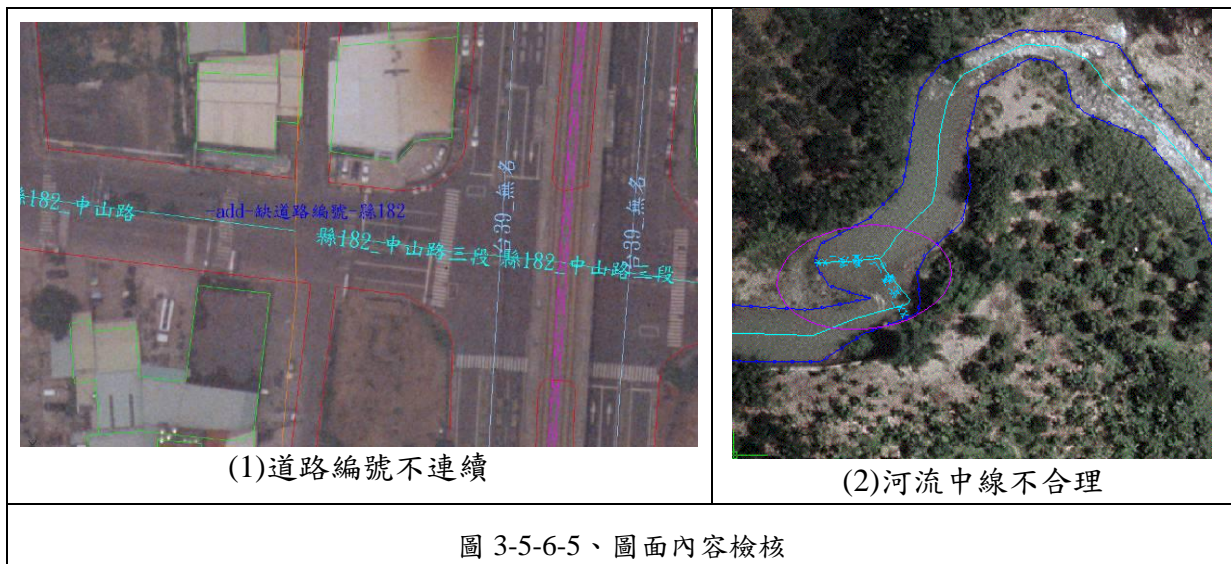 縣182_中山路
-add-缺道路編號-縣182
縣182_中山路三段
縣182_中山路三段
台39_無名
台39_無名
(1)道路編號不連續
(2)河流中線不合理
圖 3-5-6-5、圖面內容檢核